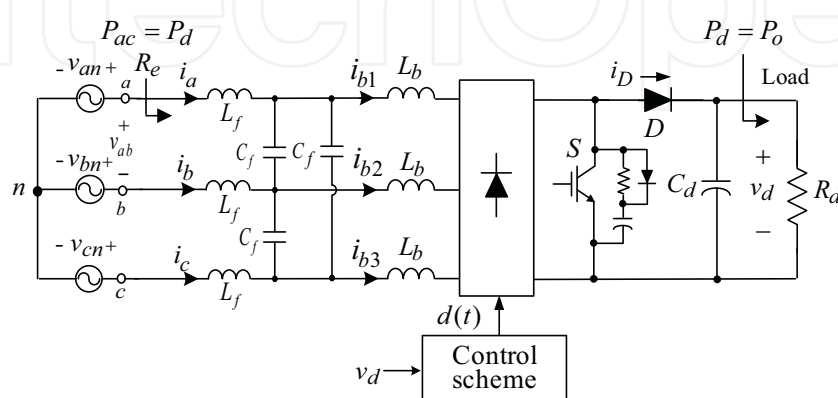 P_ac = P_d
P_d = P_o
- v_an +
a
R_e
i_a
L_f
i_b1
L_b
i_D
D
Load
+
v_ab
-
C_f
C_f
S
C_d
+
v_d
-
R_d
n
- v_bn +
b
i_b
L_f
i_b2
L_b
C_f
- v_cn +
c
i_c
L_f
i_b3
L_b
d(t)
v_d
Control
scheme